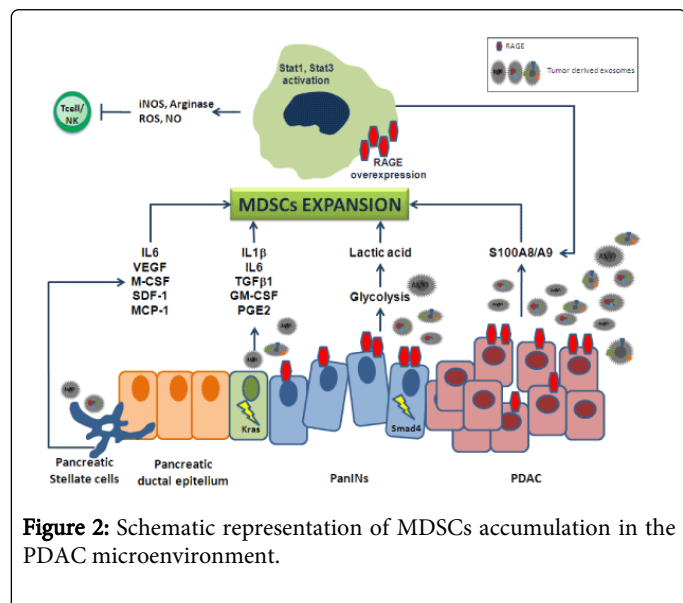 RAGE
Tumor derived exosomes
Stat1, Stat3
activation
Tcell/
NK
iNOS, Arginase
ROS, NO
RAGE
overexpression
MDSCs EXPANSION
IL6
VEGF
M-CSF
SDF-1
MCP-1
IL1β
IL6
TGFβ1
GM-CSF
PGE2
Lactic acid
Glycolysis
S100A8/A9
Kras
Smad4
Pancreatic
Stellate cells
Pancreatic
ductal epitelium
PanINs
PDAC
Figure 2: Schematic representation of MDSCs accumulation in the
PDAC microenvironment.